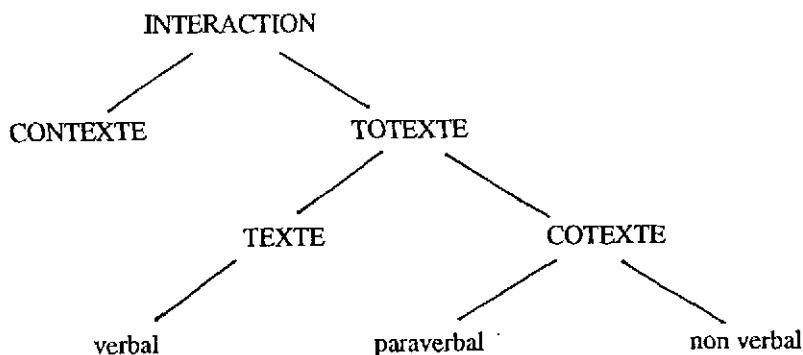 INTERACTION
CONTEXTE TOTEXTE
TEXTE COTEXTE
verbal paraverbal non verbal